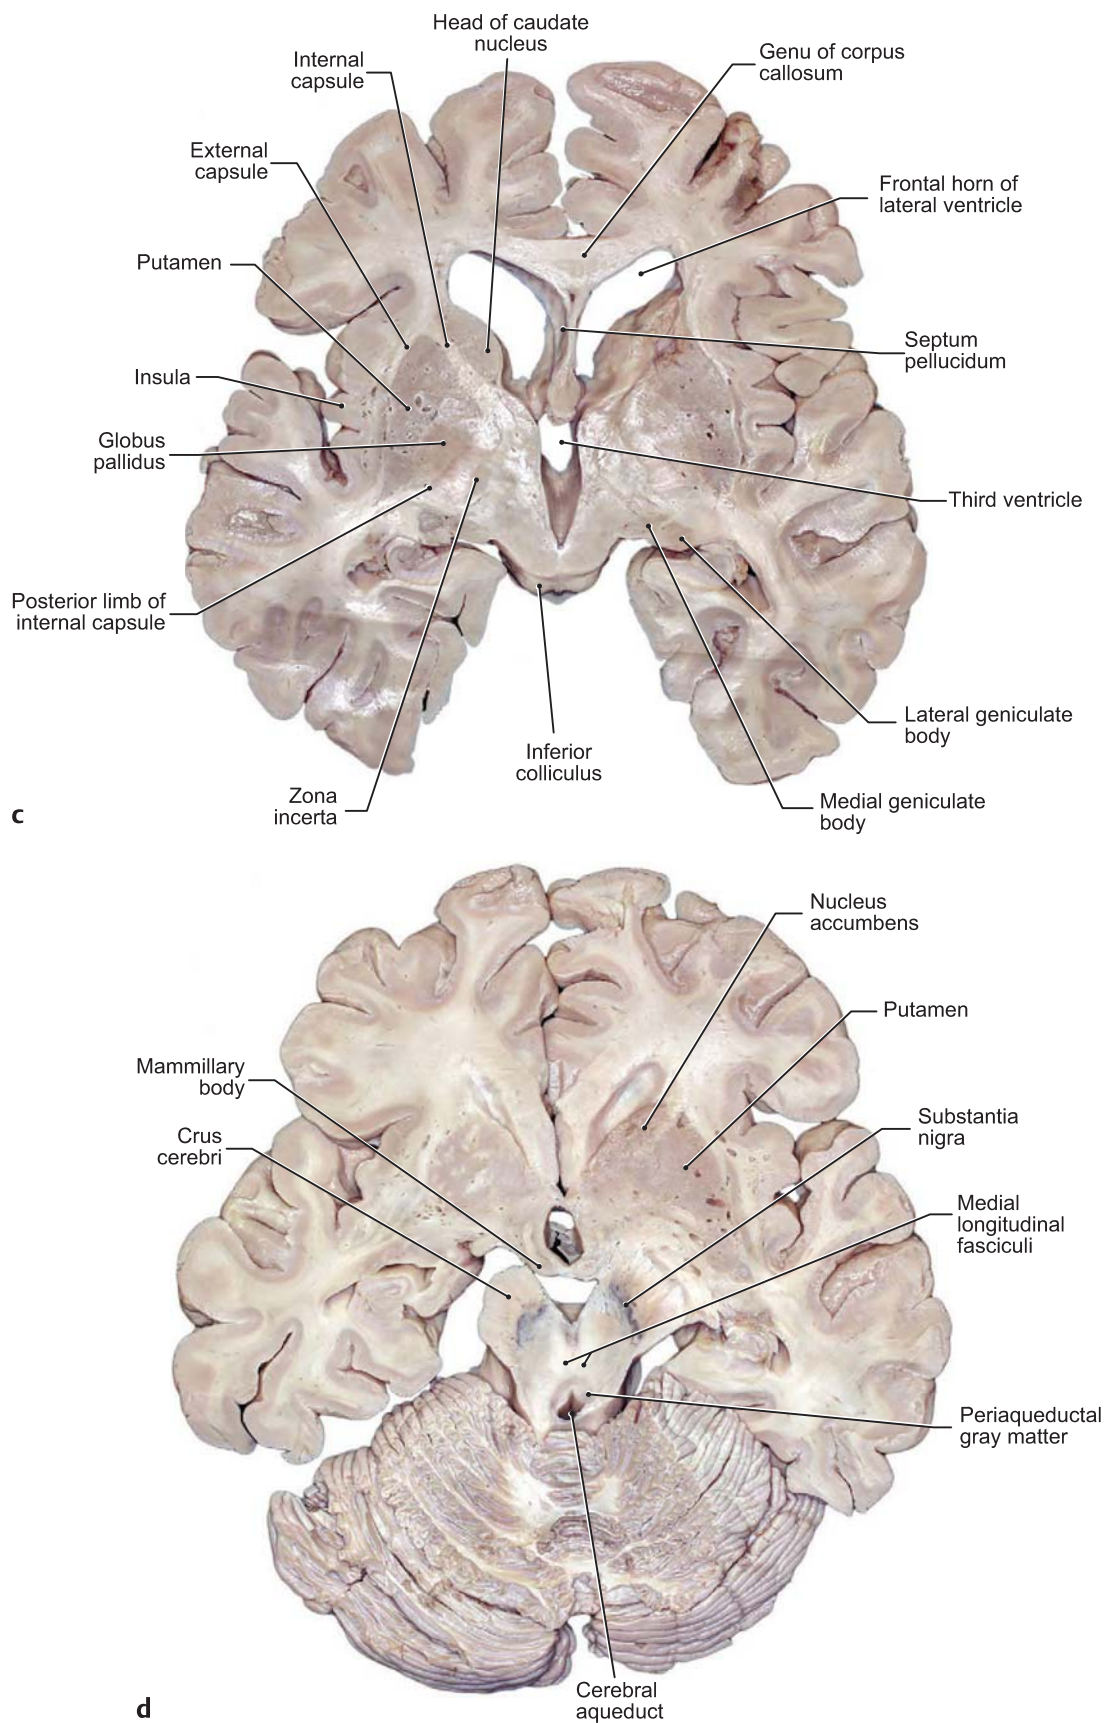 Head of caudate
nucleus
Internal
capsule
Genu of corpus
callosum
External
capsule
Frontal horn of
lateral ventricle
Putamen
Septum
pellucidum
Insula
Globus
pallidus
Third ventricle
Posterior limb of
internal capsule
Lateral geniculate
body
Inferior
colliculus
Zona
incerta
Medial geniculate
body
c
Nucleus
accumbens
Putamen
Mammillary
body
Substantia
nigra
Crus
cerebri
Medial
longitudinal
fasciculi
Periaqueductal
gray matter
Cerebral
aqueduct
d